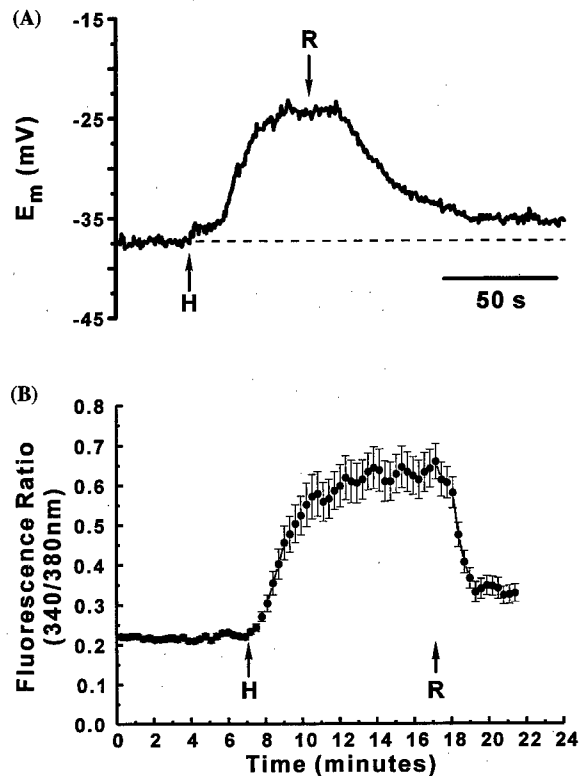 (A)
-15
-25
-35
-45
Em (mV)
R
H
50 s
(B)
0.8
0.7
0.6
0.5
0.4
0.3
0.2
0.1
0.0
Fluorescence Ratio
(340/380nm)
H
R
0 2 4 6 8 10 12 14 16 18 20 22 24
Time (minutes)